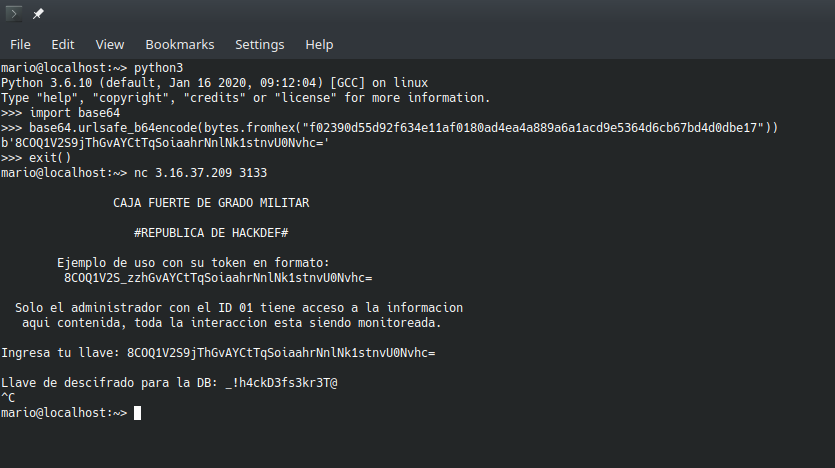 File Edit View Bookmarks Settings Help
mario@localhost:~> python3
Python 3.6.10 (default, Jan 16 2020, 09:12:04) [GCC] on linux
Type "help", "copyright", "credits" or "license" for more information.
>>> import base64
>>> base64.urlsafe_b64encode(bytes.fromhex("f02390d55d92f634e11af0180ad4ea4a889a6a1acd9e5364d6cb67bd4d0dbe17"))
b'8COQ1V2S9jThGvAYCtTqSoiaahrNnlNk1stnvU0Nvhc='
>>> exit()
mario@localhost:~> nc 3.16.37.209 3133
CAJA FUERTE DE GRADO MILITAR
#REPUBLICA DE HACKDEF#
Ejemplo de uso con su token en formato:
8COQ1V2S_zzhGvAYCtTqSoiaahrNnlNk1stnvU0Nvhc=
Solo el administrador con el ID 01 tiene acceso a la informacion
aqui contenida, toda la interaccion esta siendo monitoreada.
Ingresa tu llave: 8COQ1V2S9jThGvAYCtTqSoiaahrNnlNk1stnvU0Nvhc=
Llave de descifrado para la DB: _!h4ckD3fs3kr3T@
^C
mario@localhost:~>